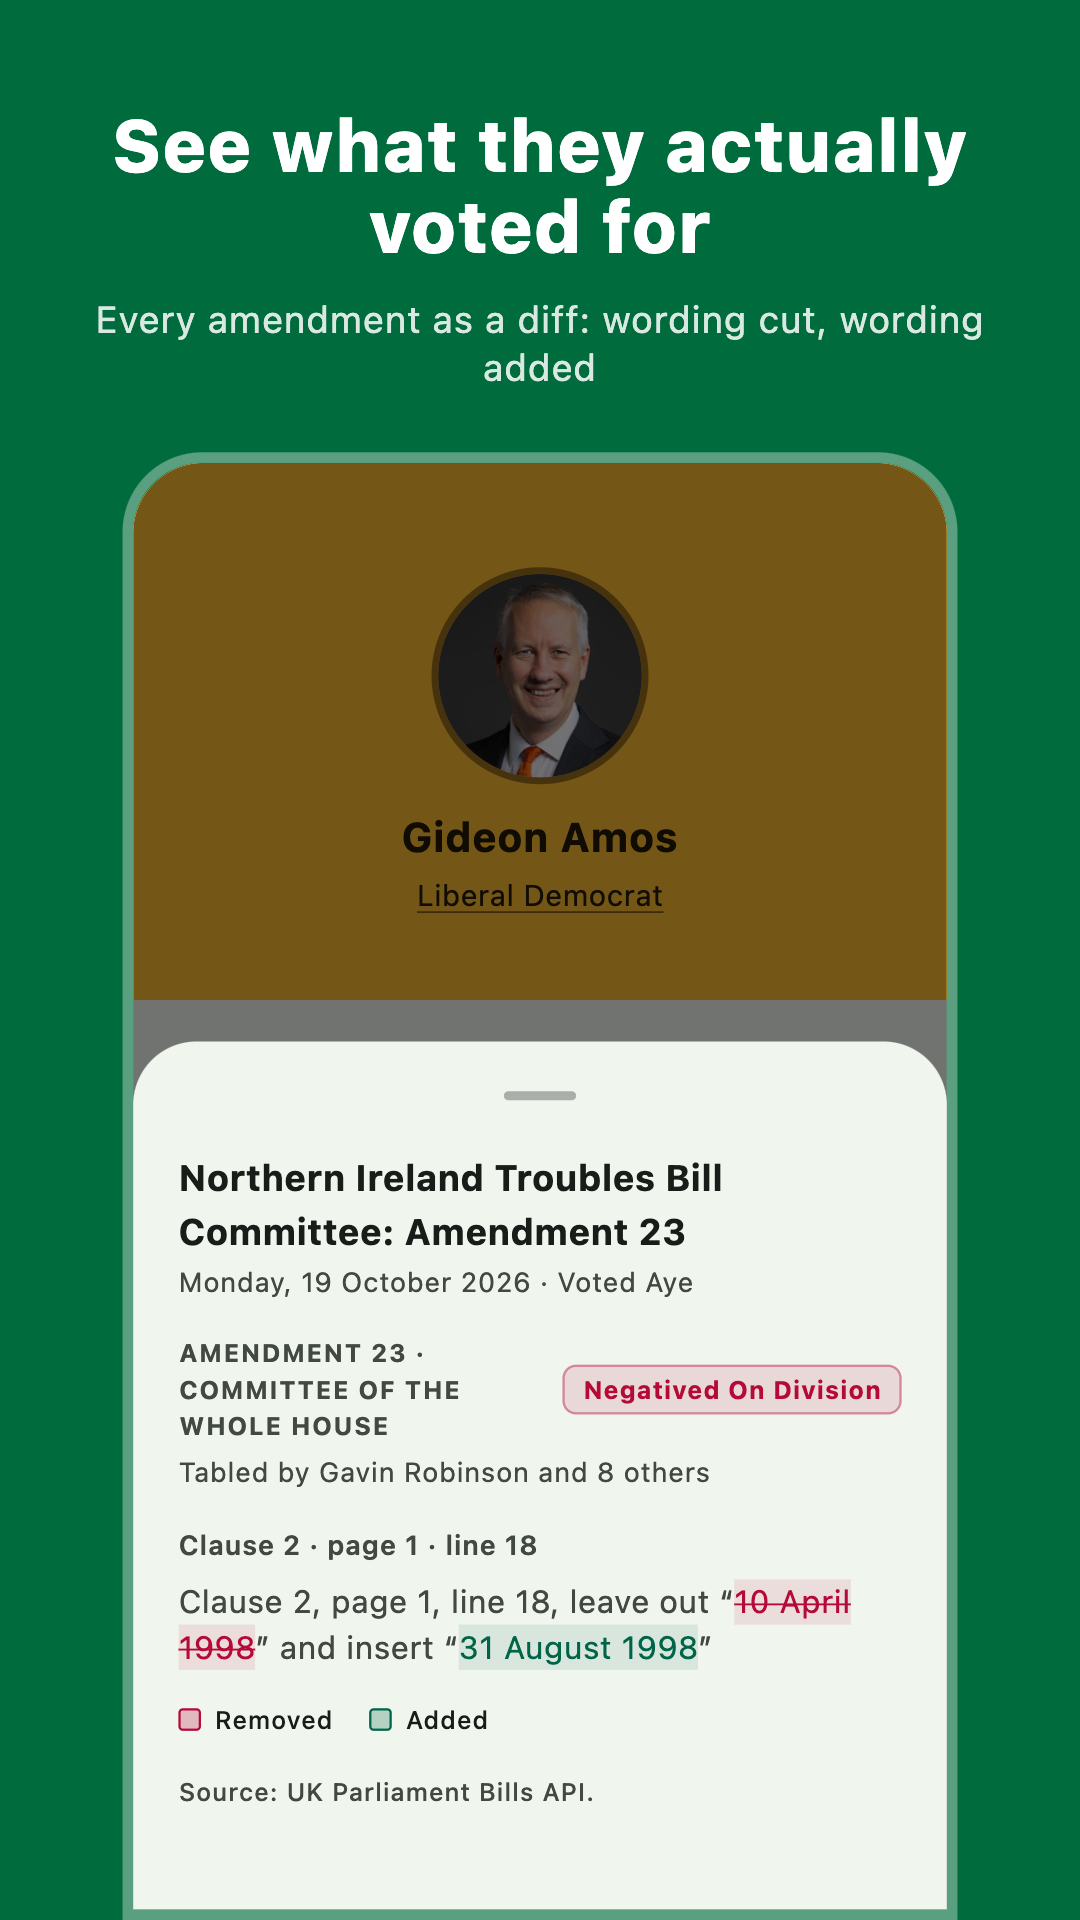 See what they actually
voted for
Every amendment as a diff: wording cut, wording
added
Gideon Amos
Liberal Democrat
Northern Ireland Troubles Bill
Committee: Amendment 23
Monday, 19 October 2026 · Voted Aye
AMENDMENT 23 ·
COMMITTEE OF THE
WHOLE HOUSE
Negatived On Division
Tabled by Gavin Robinson and 8 others
Clause 2 · page 1 · line 18
Clause 2, page 1, line 18, leave out “10 April
1998” and insert “31 August 1998”
Removed Added
Source: UK Parliament Bills API.